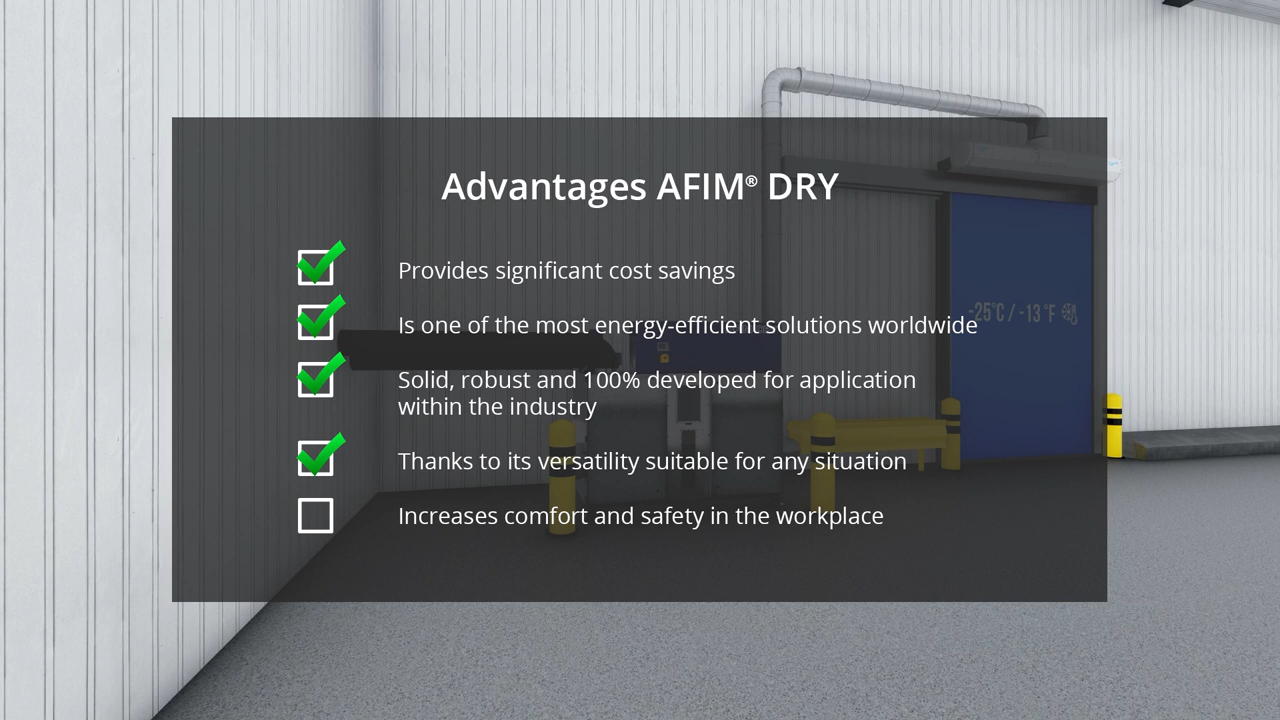 Advantages AFIM® DRY
Provides significant cost savings
Is one of the most energy-efficient solutions worldwide
-25°C / -13°F
Solid, robust and 100% developed for application
within the industry
Thanks to its versatility suitable for any situation
Increases comfort and safety in the workplace